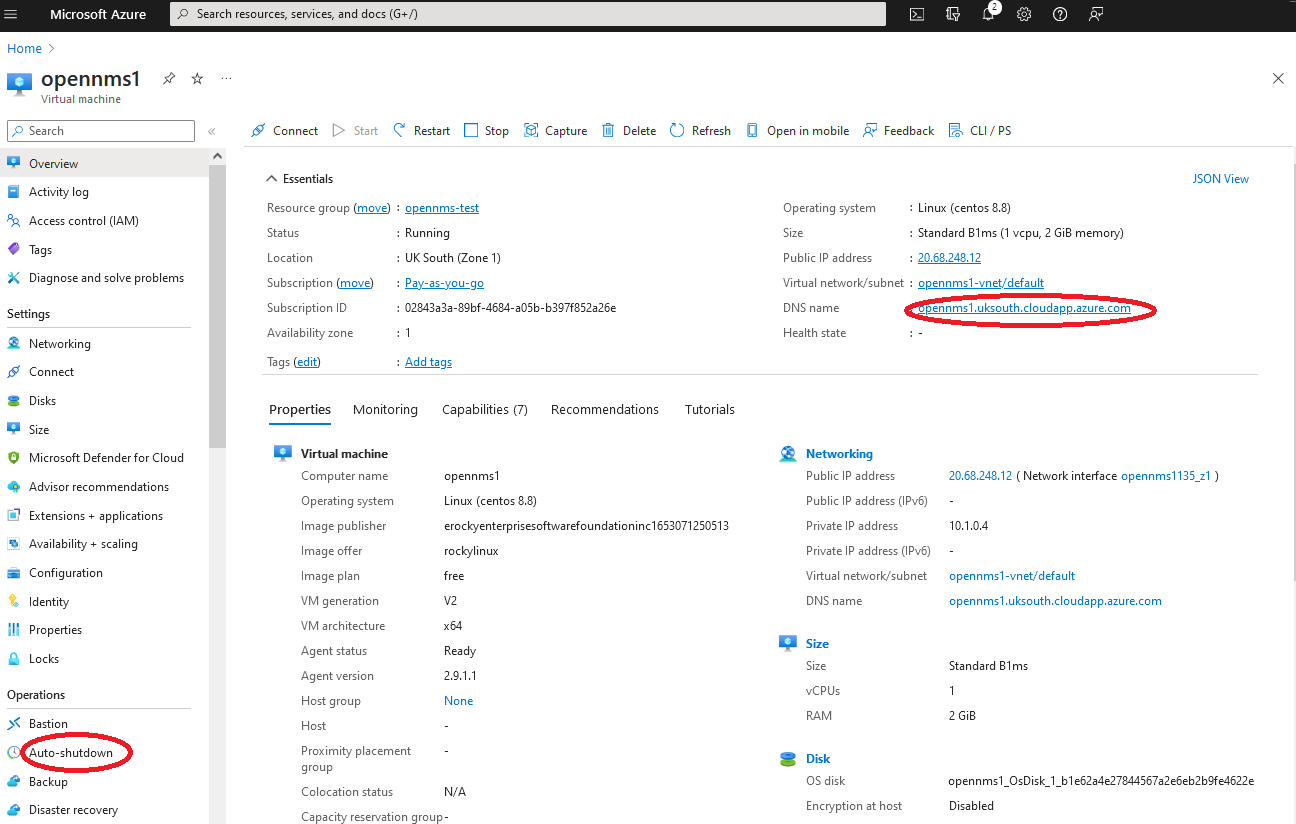 Microsoft Azure
Search resources, services, and docs (G+/)
2
Home
opennms1
Virtual machine
Search
Connect Start Restart Stop Capture Delete Refresh Open in mobile Feedback CLI / PS
Overview
Activity log
Access control (IAM)
Tags
Diagnose and solve problems
Settings
Networking
Connect
Disks
Size
Microsoft Defender for Cloud
Advisor recommendations
Extensions + applications
Availability + scaling
Configuration
Identity
Properties
Locks
Operations
Bastion
Auto-shutdown
Backup
Disaster recovery
Essentials
JSON View
Resource group (move) : opennms-test
Status : Running
Location : UK South (Zone 1)
Subscription (move) : Pay-as-you-go
Subscription ID : 02843a3a-89bf-4684-a05b-b397f852a26e
Availability zone : 1
Tags (edit) : Add tags
Operating system : Linux (centos 8.8)
Size : Standard B1ms (1 vcpu, 2 GiB memory)
Public IP address : 20.68.248.12
Virtual network/subnet : opennms1-vnet/default
DNS name : opennms1.uksouth.cloudapp.azure.com
Health state : -
Properties Monitoring Capabilities (7) Recommendations Tutorials
Virtual machine
Computer name opennms1
Operating system Linux (centos 8.8)
Image publisher erockyenterprisesoftwarefoundationinc1653071250513
Image offer rockylinux
Image plan free
VM generation V2
VM architecture x64
Agent status Ready
Agent version 2.9.1.1
Host group None
Host -
Proximity placement -
group
Colocation status N/A
Capacity reservation group -
Networking
Public IP address 20.68.248.12 ( Network interface opennms1135_z1 )
Public IP address (IPv6) -
Private IP address 10.1.0.4
Private IP address (IPv6) -
Virtual network/subnet opennms1-vnet/default
DNS name opennms1.uksouth.cloudapp.azure.com
Size
Size Standard B1ms
vCPUs 1
RAM 2 GiB
Disk
OS disk opennms1_OsDisk_1_b1e62a4e27844567a2e6eb2b9fe4622e
Encryption at host Disabled